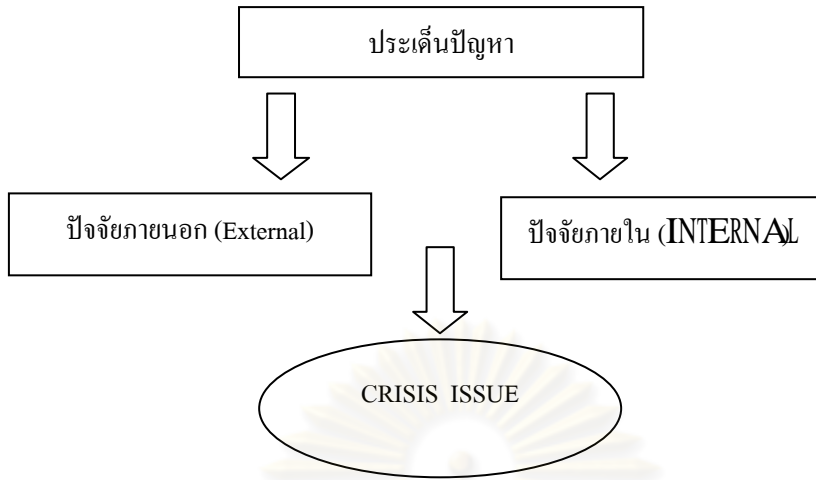 ประเด็นปัญหา
ปัจจัยภายนอก (External)
ปัจจัยภายใน (INTERNAL)
CRISIS ISSUE